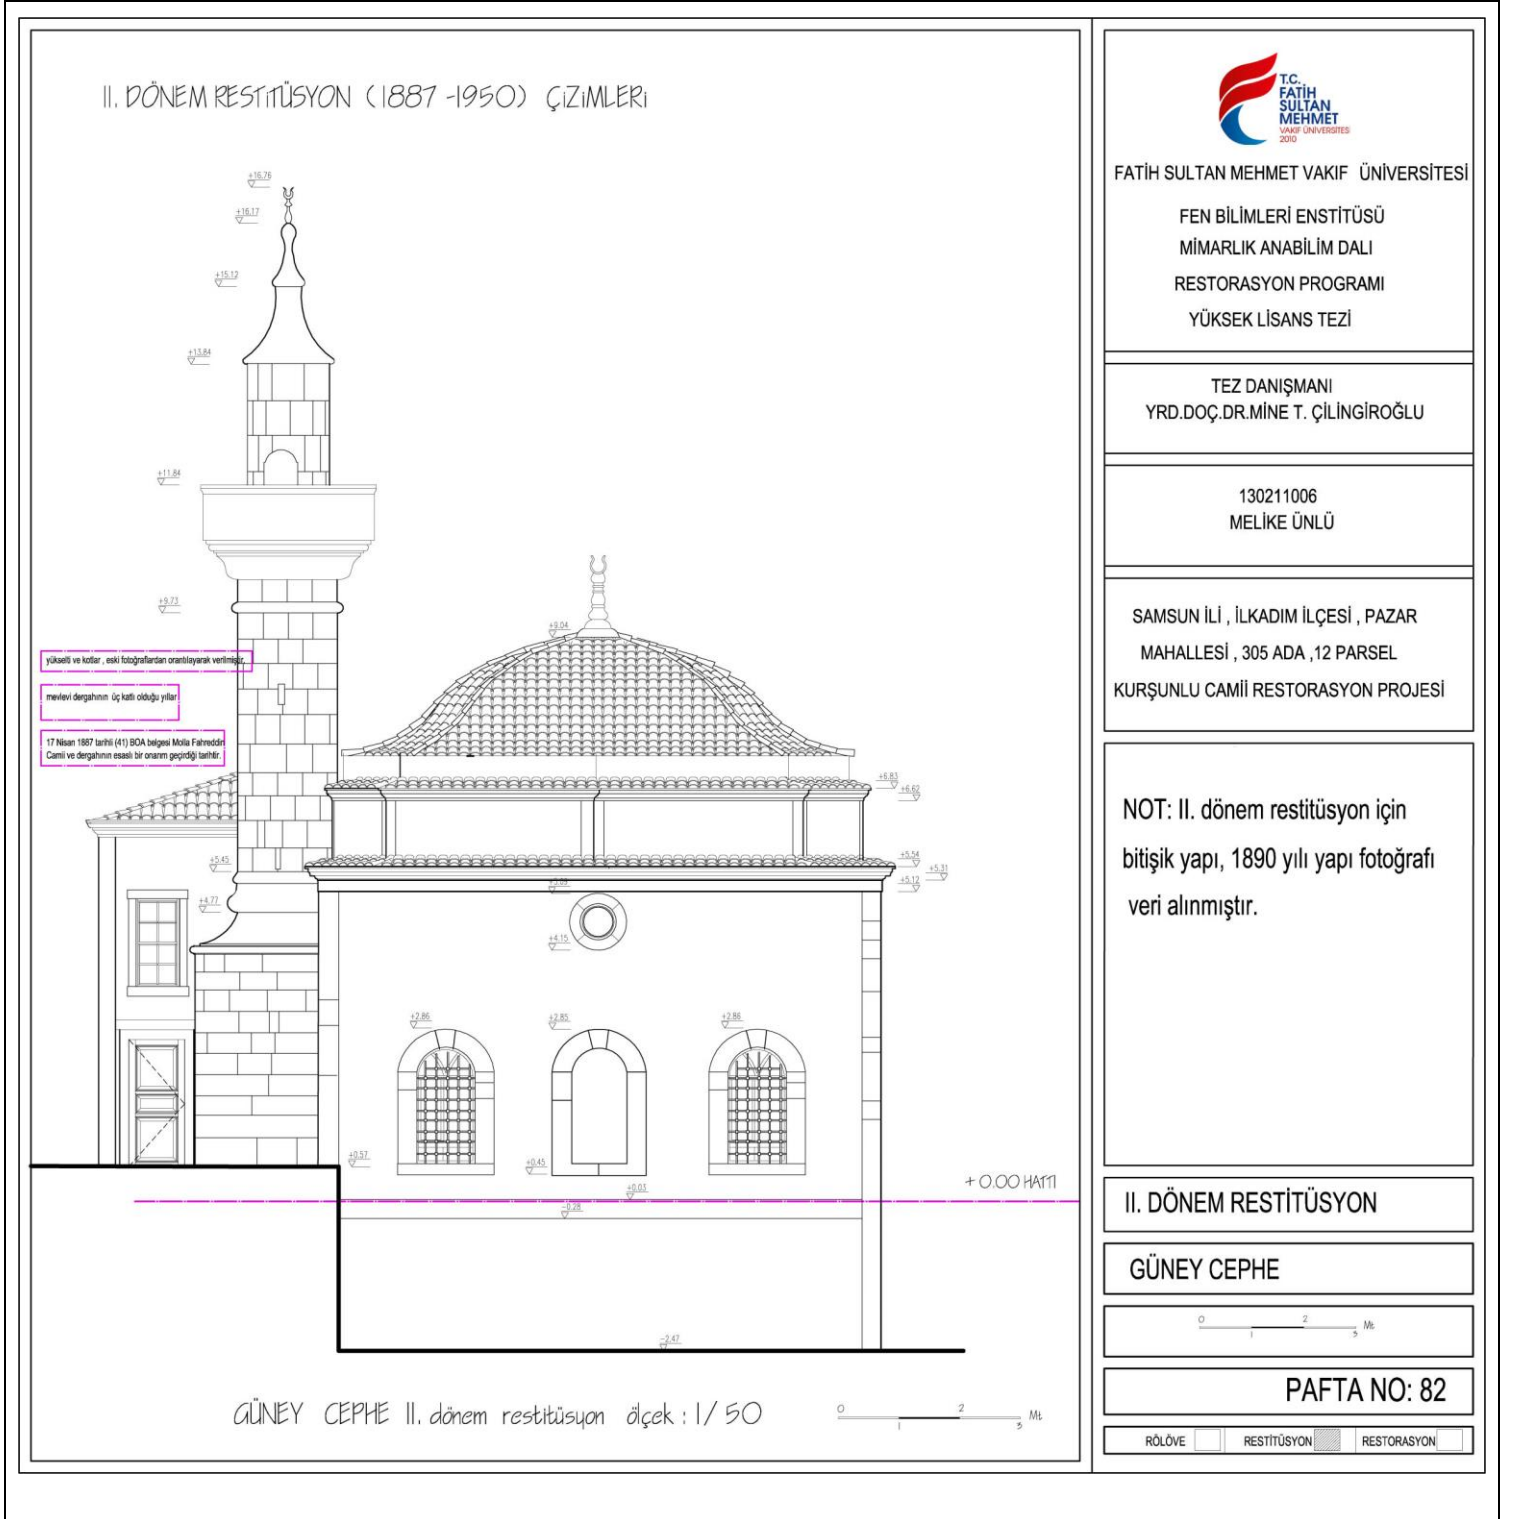 II. DÖNEM RESTİTÜSYON (1887 -1950) ÇİZİMLERİ
+16.76
+16.17
+15.12
+13.84
+11.84
+9.73
+9.04
yükselti ve kotlar , eski fotoğraflardan orantılayarak verilmiştir.
mevlevi dergahının üç katlı olduğu yıllar
17 Nisan 1887 tarihli (41) BOA belgesi Molla Fahreddin
Camii ve dergahının esaslı bir onarım geçirdiği tarihtir.
+6.83
+6.62
+5.54
+5.31
+5.12
+5.45
+4.77
+4.15
+2.86
+2.85
+2.86
+0.57
+0.45
+0.03
-0.28
+ 0.00 HATTI
-2.47
GÜNEY CEPHE II. dönem restitüsyon ölçek : 1/ 50
0 1 2 3 Mt
T.C.
FATİH
SULTAN
MEHMET
VAKIF ÜNİVERSİTES
2010
FATİH SULTAN MEHMET VAKIF ÜNİVERSİTESİ
FEN BİLİMLERİ ENSTİTÜSÜ
MİMARLIK ANABİLİM DALI
RESTORASYON PROGRAMI
YÜKSEK LİSANS TEZİ
TEZ DANIŞMANI
YRD.DOÇ.DR.MİNE T. ÇİLİNGİROĞLU
130211006
MELİKE ÜNLÜ
SAMSUN İLİ , İLKADIM İLÇESİ , PAZAR
MAHALLESİ , 305 ADA ,12 PARSEL
KURŞUNLU CAMİİ RESTORASYON PROJESİ
NOT: II. dönem restitüsyon için
bitişik yapı, 1890 yılı yapı fotoğrafı
veri alınmıştır.
II. DÖNEM RESTİTÜSYON
GÜNEY CEPHE
0 1 2 3 Mt
PAFTA NO: 82
RÖLÖVE RESTİTÜSYON RESTORASYON